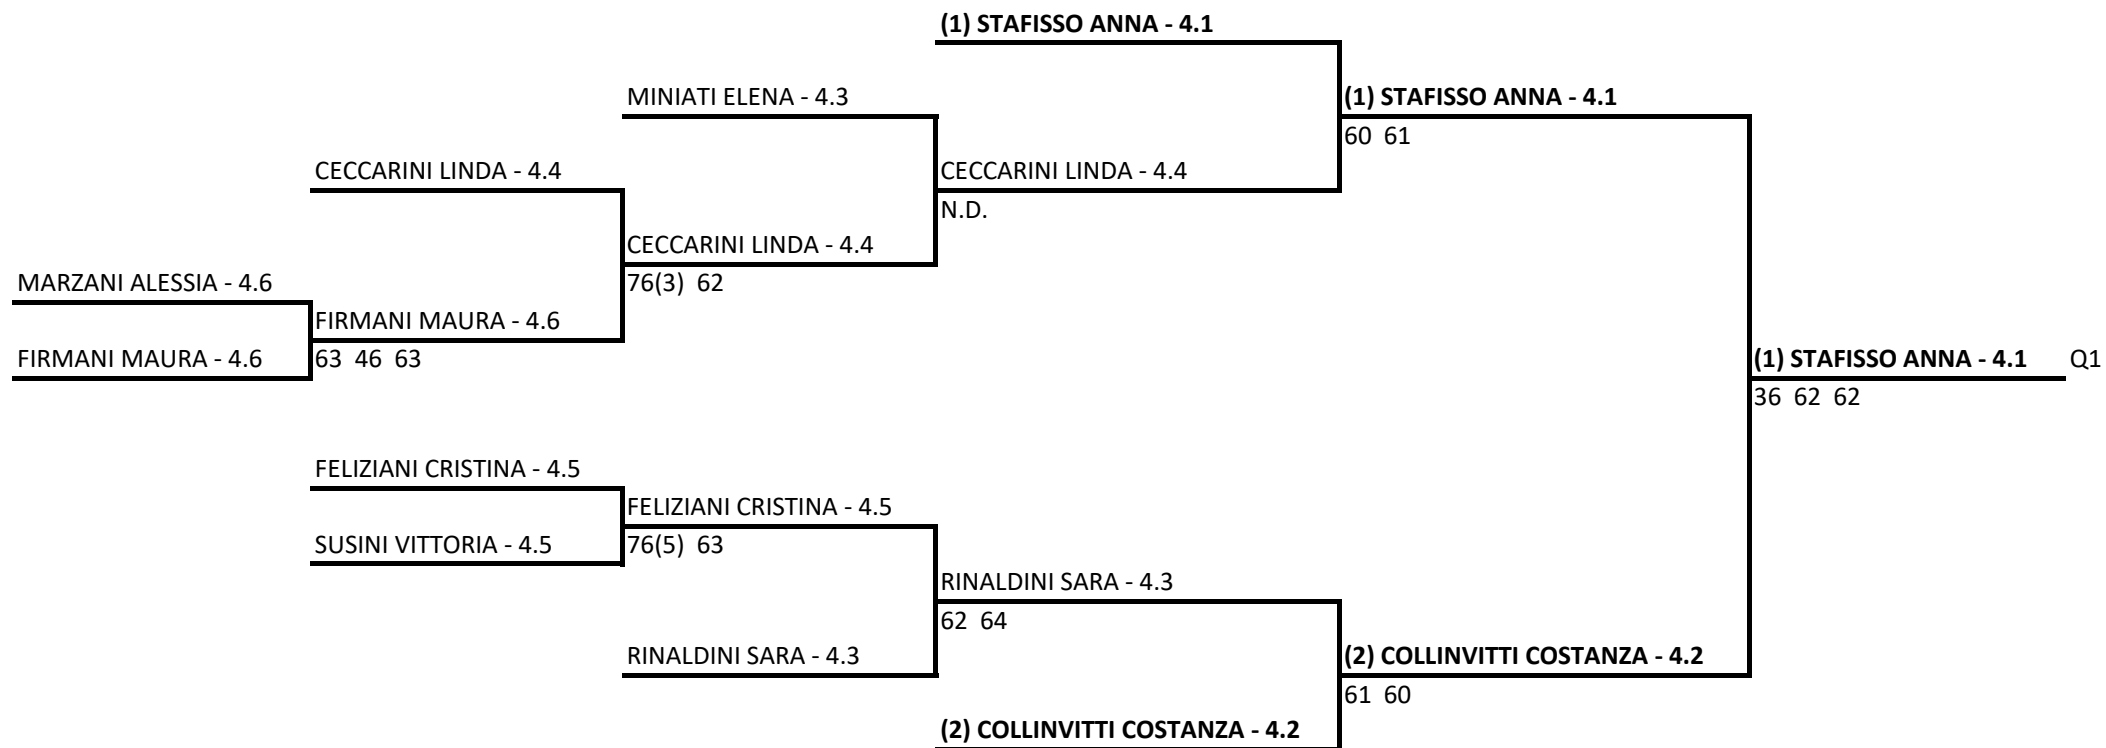 (1) STAFISSO ANNA - 4.1
MINIATI ELENA - 4.3
(1) STAFISSO ANNA - 4.1
60 61
CECCARINI LINDA - 4.4
CECCARINI LINDA - 4.4
N.D.
CECCARINI LINDA - 4.4
MARZANI ALESSIA - 4.6
76(3) 62
FIRMANI MAURA - 4.6
FIRMANI MAURA - 4.6
63 46 63
(1) STAFISSO ANNA - 4.1
Q1
36 62 62
FELIZIANI CRISTINA - 4.5
FELIZIANI CRISTINA - 4.5
SUSINI VITTORIA - 4.5
76(5) 63
RINALDINI SARA - 4.3
62 64
RINALDINI SARA - 4.3
(2) COLLINVITTI COSTANZA - 4.2
61 60
(2) COLLINVITTI COSTANZA - 4.2